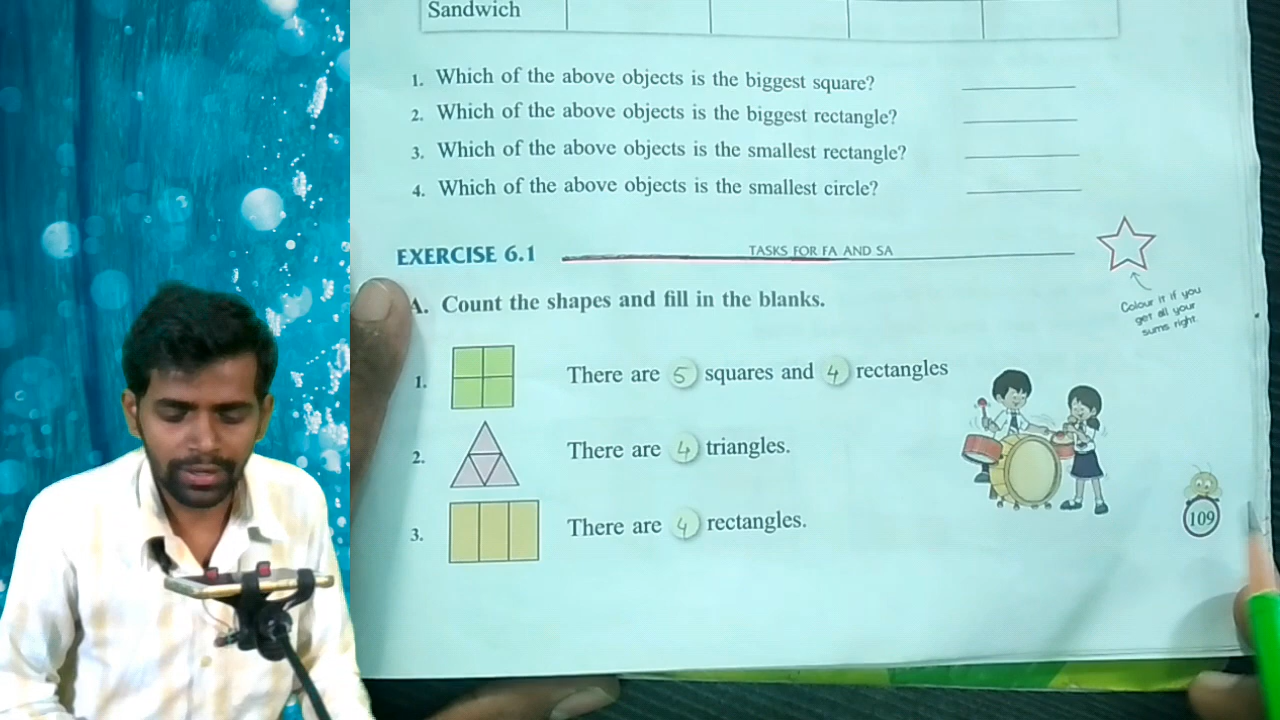 Sandwich
1. Which of the above objects is the biggest square?
2. Which of the above objects is the biggest rectangle?
3. Which of the above objects is the smallest rectangle?
4. Which of the above objects is the smallest circle?
EXERCISE 6.1 TASKS FOR FA AND SA
Colour it if you
get all your
sums right.
A. Count the shapes and fill in the blanks.
1. There are 5 squares and 4 rectangles
2. There are 4 triangles.
3. There are 4 rectangles.
109